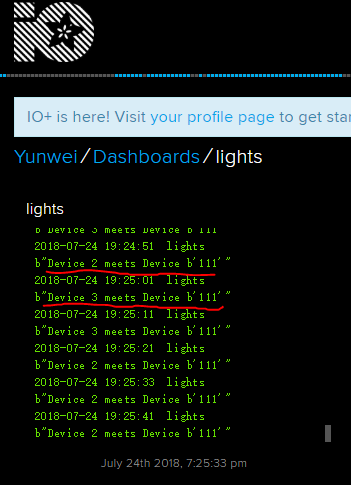 IO
IO+ is here! Visit your profile page to get star
Yunwei/Dashboards/lights
lights
b"Device 3 meets Device b'111'"
2018-07-24 19:24:51 lights
b"Device 2 meets Device b'111'"
2018-07-24 19:25:01 lights
b"Device 3 meets Device b'111'"
2018-07-24 19:25:11 lights
b"Device 3 meets Device b'111'"
2018-07-24 19:25:21 lights
b"Device 2 meets Device b'111'"
2018-07-24 19:25:33 lights
b"Device 2 meets Device b'111'"
2018-07-24 19:25:41 lights
b"Device 2 meets Device b'111'"
July 24th 2018, 7:25:33 pm